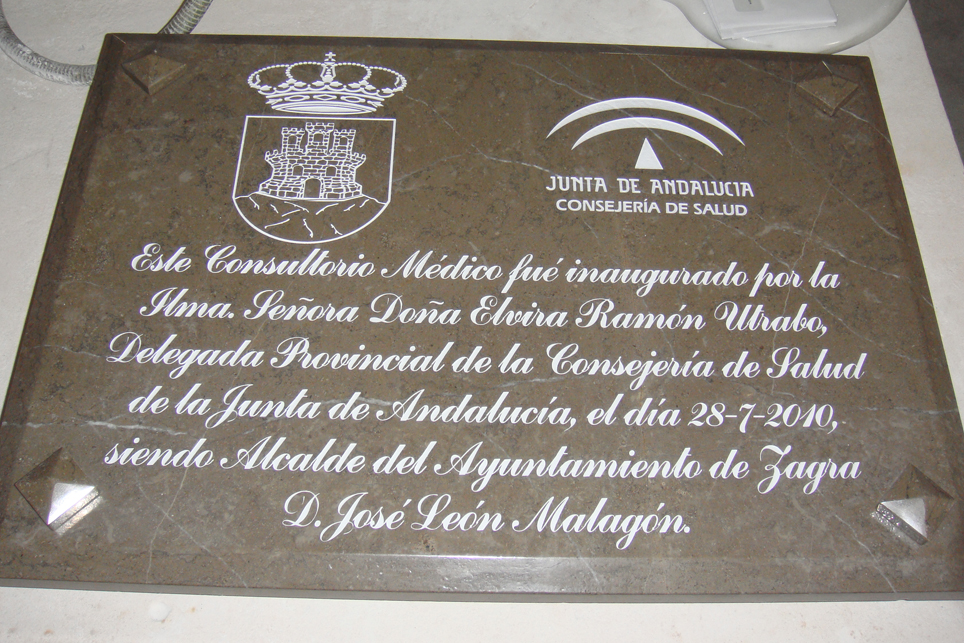 JUNTA DE ANDALUCIA
CONSEJERÍA DE SALUD
Este Consultorio Médico fué inaugurado por la
Ilma. Señora Doña Elvira Ramón Utrabo,
Delegada Provincial de la Consejería de Salud
de la Junta de Andalucía, el día 28-7-2010,
siendo Alcalde del Ayuntamiento de Zagra
D. José León Malagón.